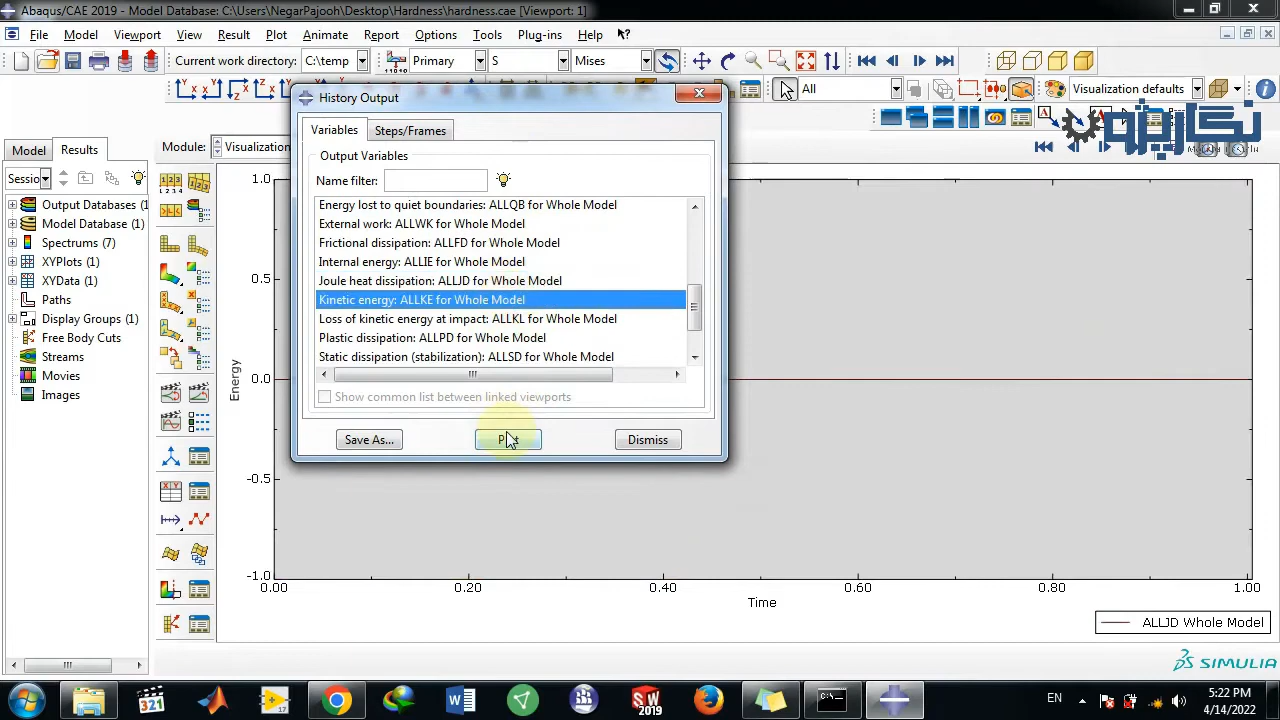 Abaqus/CAE 2019 - Model Database: C:\Users\NegarPajooh\Desktop\Hardness\hardness.cae [Viewport: 1]
File Model Viewport View Result Plot Animate Report Options Tools Plug-ins Help
Current work directory: C:\temp Primary S Mises
All Visualization defaults
نگارپژوه
Model Results
Module: Visualization
Sessio
Output Databases (1
Model Database (1)
Spectrums (7)
XYPlots (1)
XYData (1)
Paths
Display Groups (1)
Free Body Cuts
Streams
Movies
Images
History Output
Variables Steps/Frames
Output Variables
Name filter:
Energy lost to quiet boundaries: ALLQB for Whole Model
External work: ALLWK for Whole Model
Frictional dissipation: ALLFD for Whole Model
Internal energy: ALLIE for Whole Model
Joule heat dissipation: ALLJD for Whole Model
Kinetic energy: ALLKE for Whole Model
Loss of kinetic energy at impact: ALLKL for Whole Model
Plastic dissipation: ALLPD for Whole Model
Static dissipation (stabilization): ALLSD for Whole Model
Show common list between linked viewports
Save As... Plot Dismiss
1.0
0.5
0.0
-0.5
-1.0
Energy
0.00 0.20 0.40 0.60 0.80 1.00
Time
ALLJD Whole Model
SIMULIA
321
SW
2019
EN
5:22 PM
4/14/2022